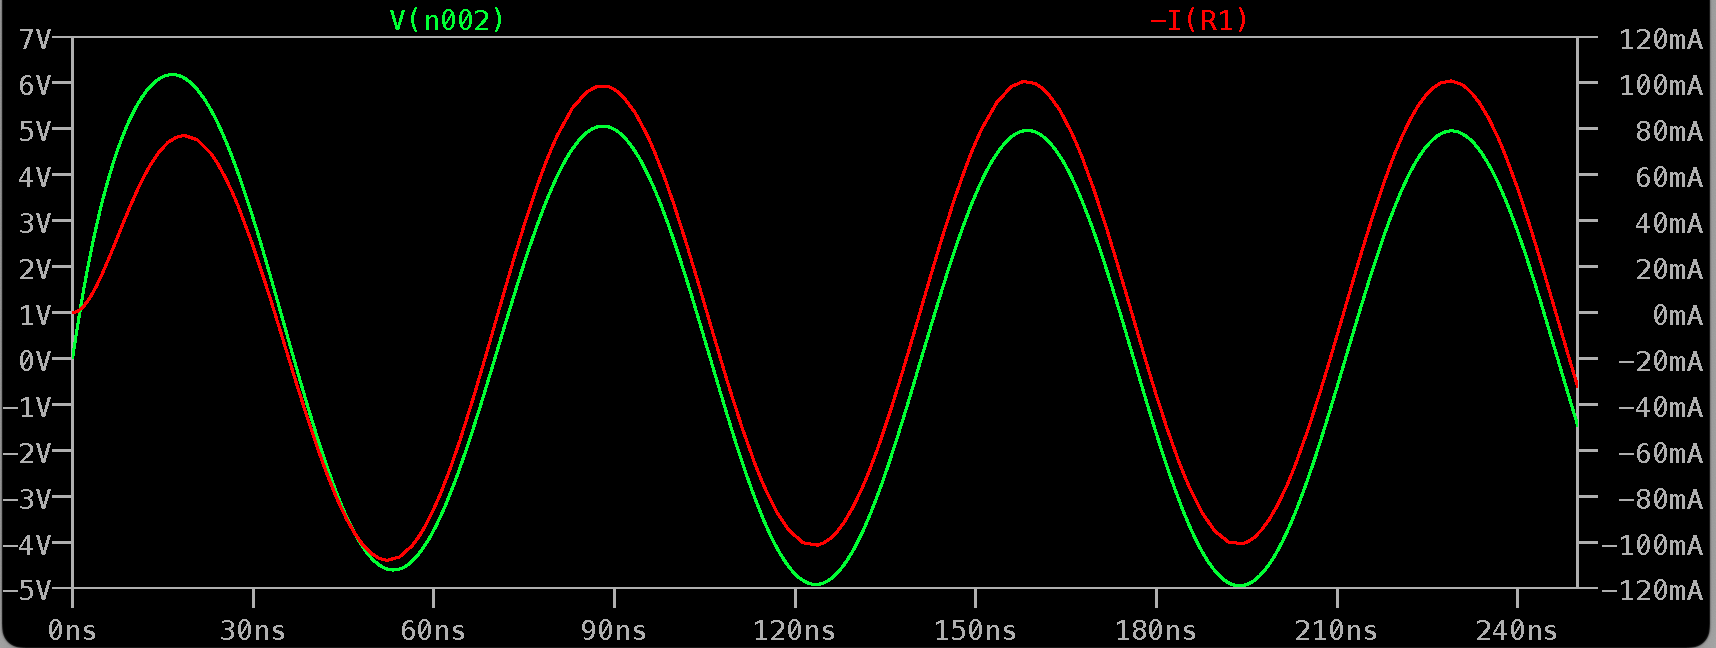 V(n002) −I(R1)
7V 120mA
6V 100mA
5V 80mA
4V 60mA
3V 40mA
2V 20mA
1V 0mA
0V −20mA
−1V −40mA
−2V −60mA
−3V −80mA
−4V −100mA
−5V −120mA
0ns 30ns 60ns 90ns 120ns 150ns 180ns 210ns 240ns